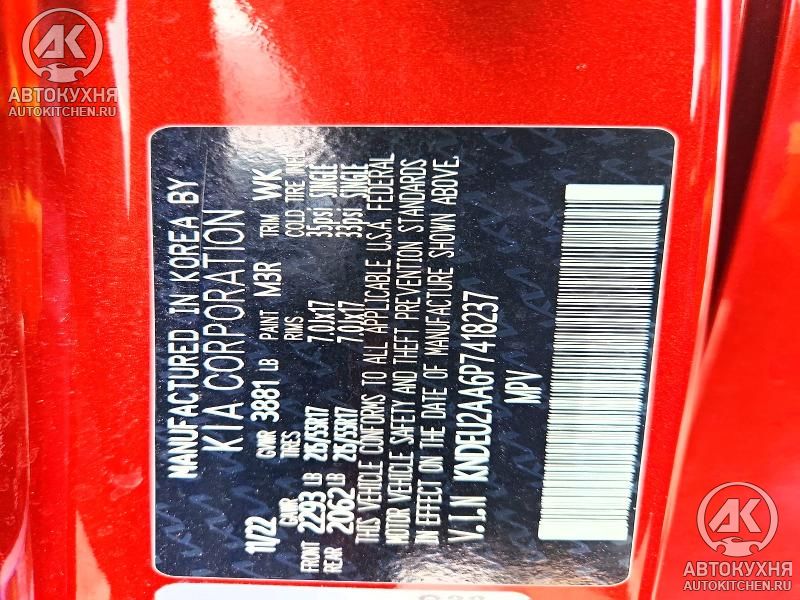 AK
АВТОКУХНЯ
AUTOKITCHEN.RU
MANUFACTURED IN KOREA BY
KIA CORPORATION
10/22 GVWR 3881 LB PAINT M3R TRIM WK
GAWR TIRES RIMS COLD TIRE INFL
FRONT 2293 LB 215/55R17 7.0Jx17 35psi SINGLE
REAR 2062 LB 215/55R17 7.0Jx17 33psi SINGLE
THIS VEHICLE CONFORMS TO ALL APPLICABLE U.S.A. FEDERAL
MOTOR VEHICLE SAFETY AND THEFT PREVENTION STANDARDS
IN EFFECT ON THE DATE OF MANUFACTURE SHOWN ABOVE.
V.I.N KNDEU2AA6P7418237
MPV
AK
АВТОКУХНЯ
AUTOKITCHEN.RU